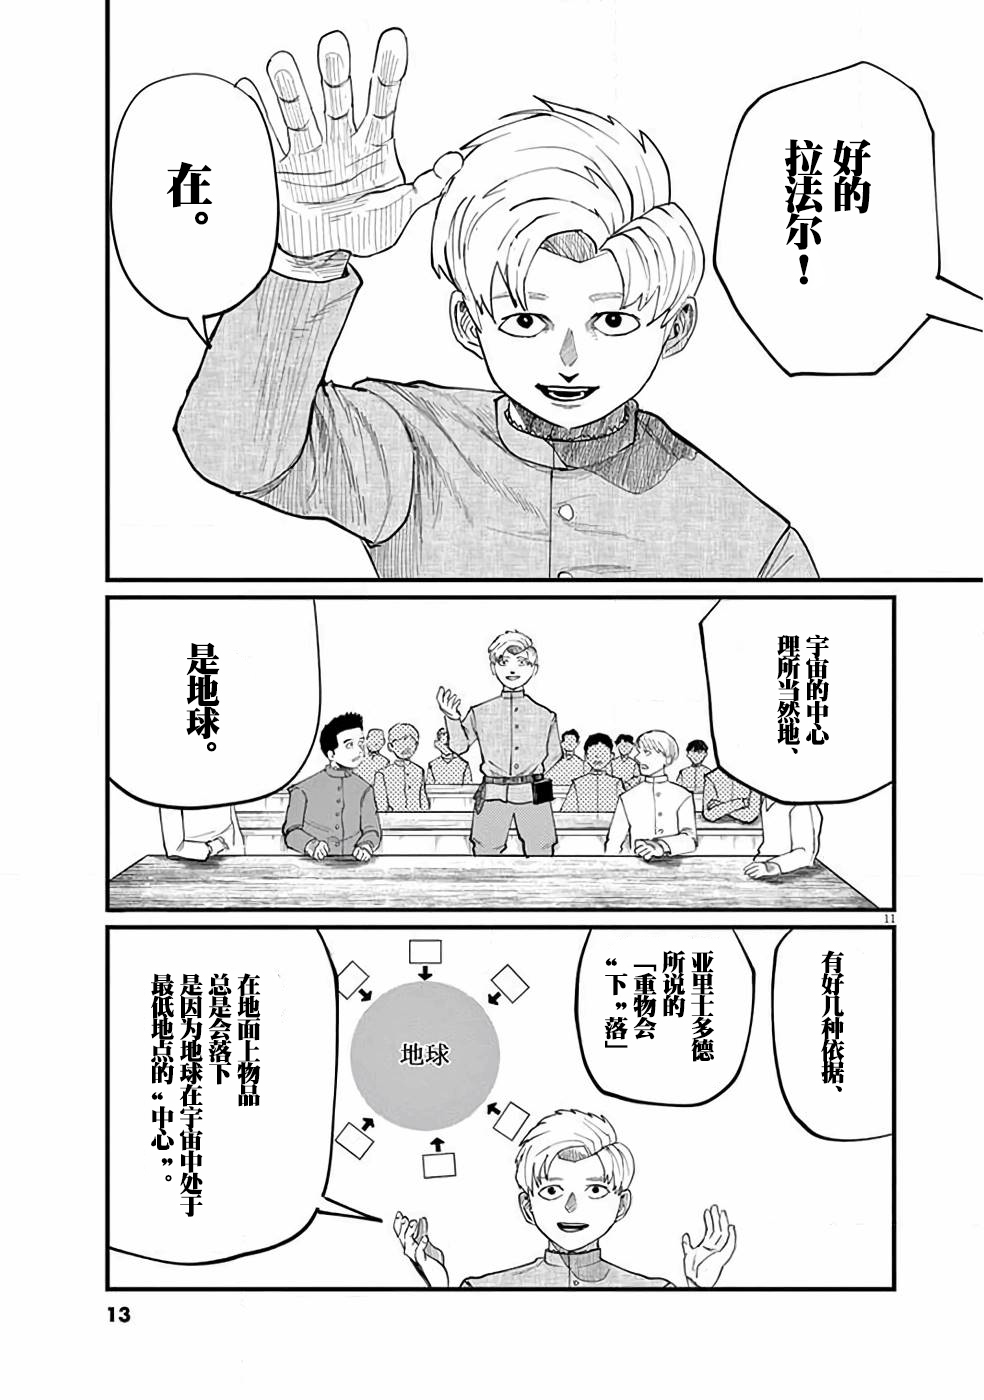 好的
拉法尔！
在。
宇宙的中心
理所当然地、
是地球。
11
有好几种依据、
亚里士多德
所说的
「重物会
“下”落」
地球
在地面上物品
总是会落下
是因为地球在宇宙中处于
最低地点的“中心”。
13